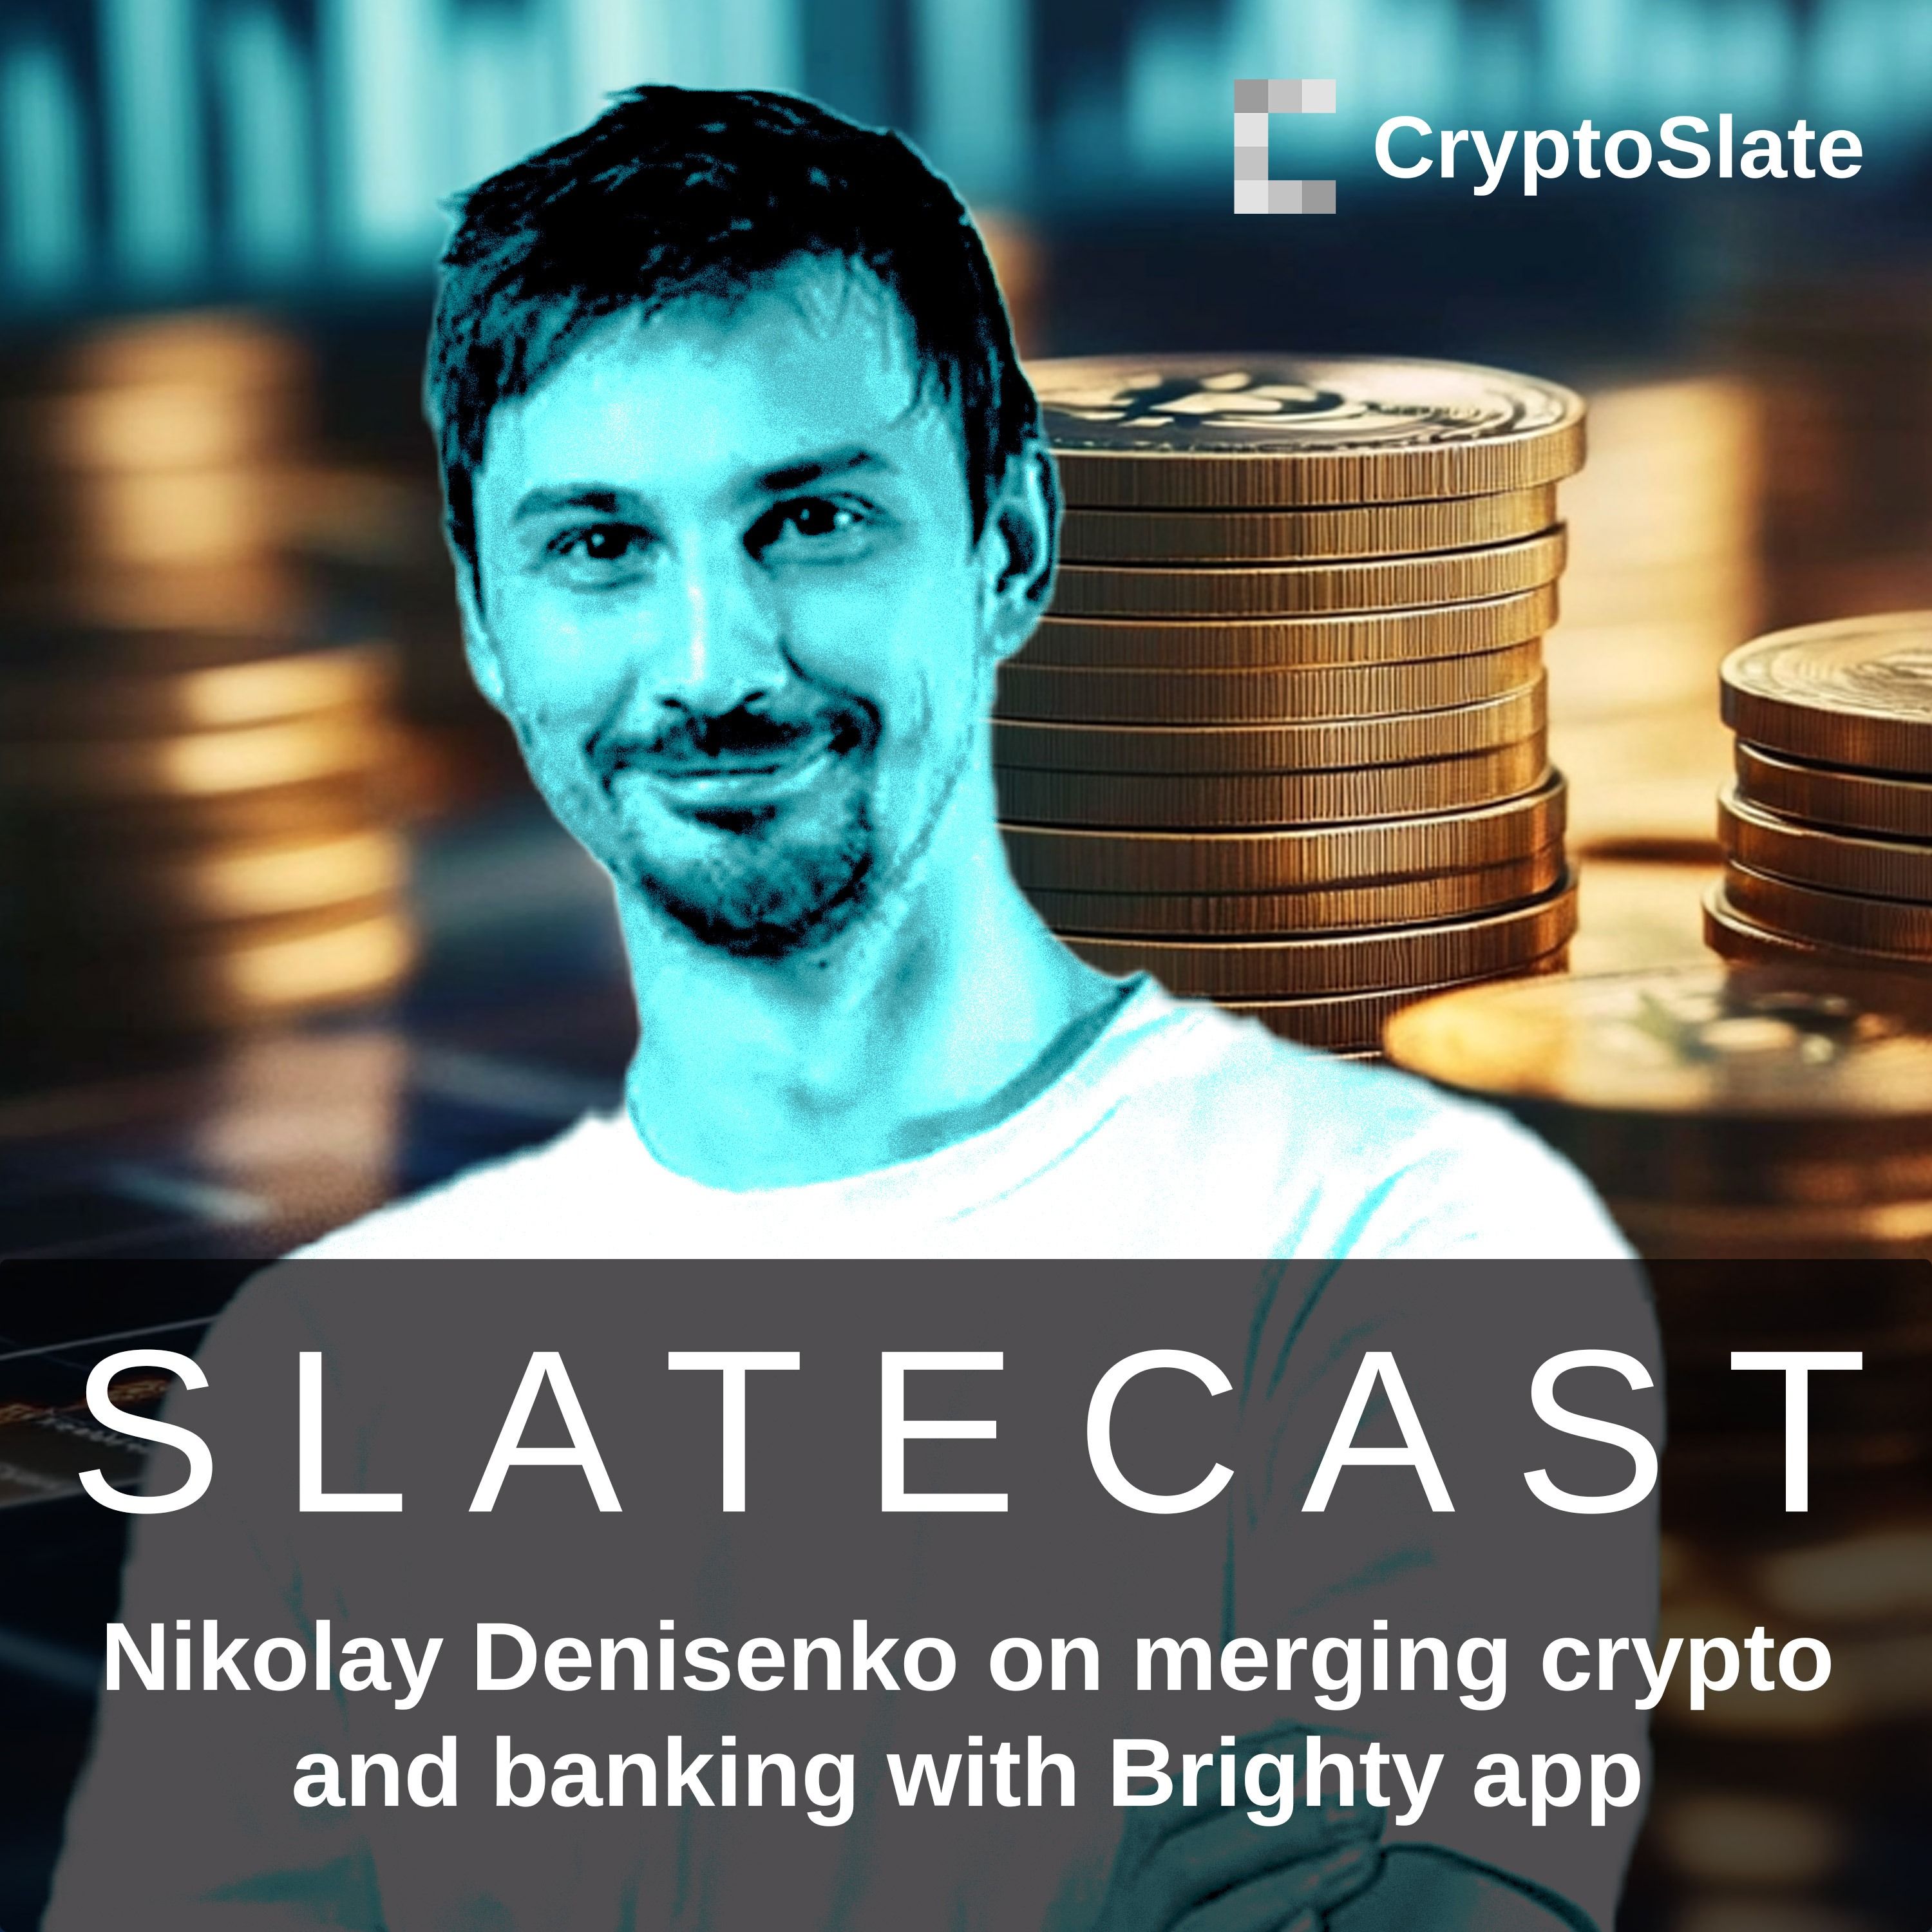 CryptoSlate
SLATECAST
Nikolay Denisenko on merging crypto
and banking with Brighty app